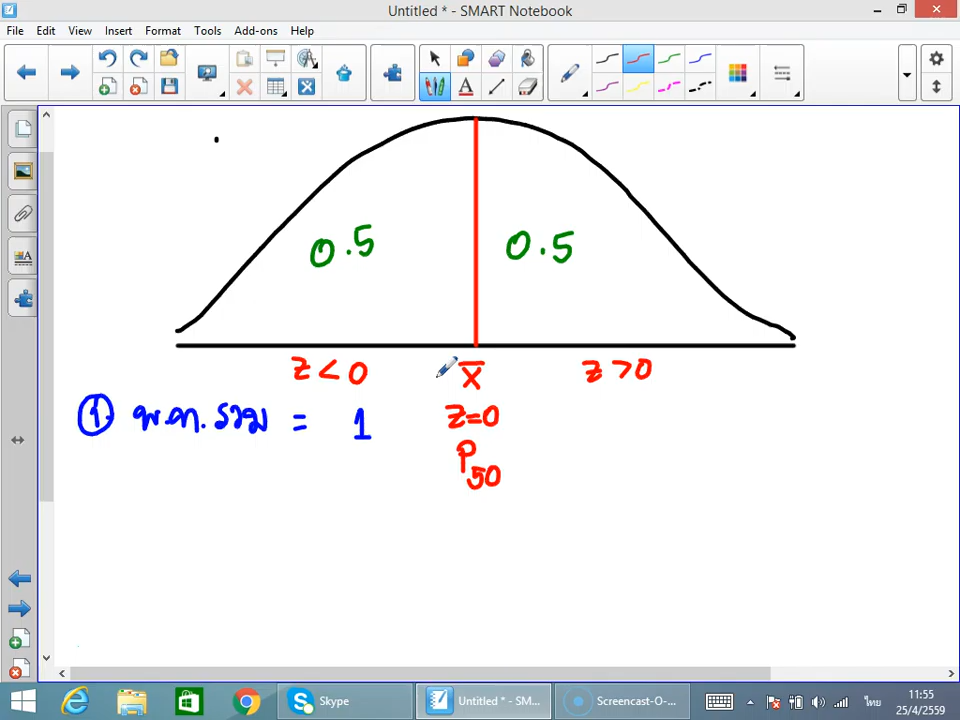 Untitled * - SMART Notebook
File Edit View Insert Format Tools Add-ons Help
0.5 0.5
z < 0 x̅ z > 0
① พ.ท. รวม = 1 z=0
P50
Skype Untitled * - SM... Screencast-O-... ไทย 11:55
25/4/2559